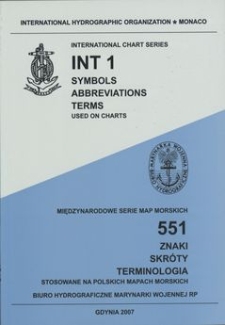 INTERNATIONAL HYDROGRAPHIC ORGANIZATION ★ MONACO
INTERNATIONAL CHART SERIES
INT 1
SYMBOLS
ABBREVIATIONS
TERMS
USED ON CHARTS
MIĘDZYNARODOWE SERIE MAP MORSKICH
551
ZNAKI
SKRÓTY
TERMINOLOGIA
STOSOWANE NA POLSKICH MAPACH MORSKICH
BIURO HYDROGRAFICZNE MARYNARKI WOJENNEJ RP
GDYNIA 2007